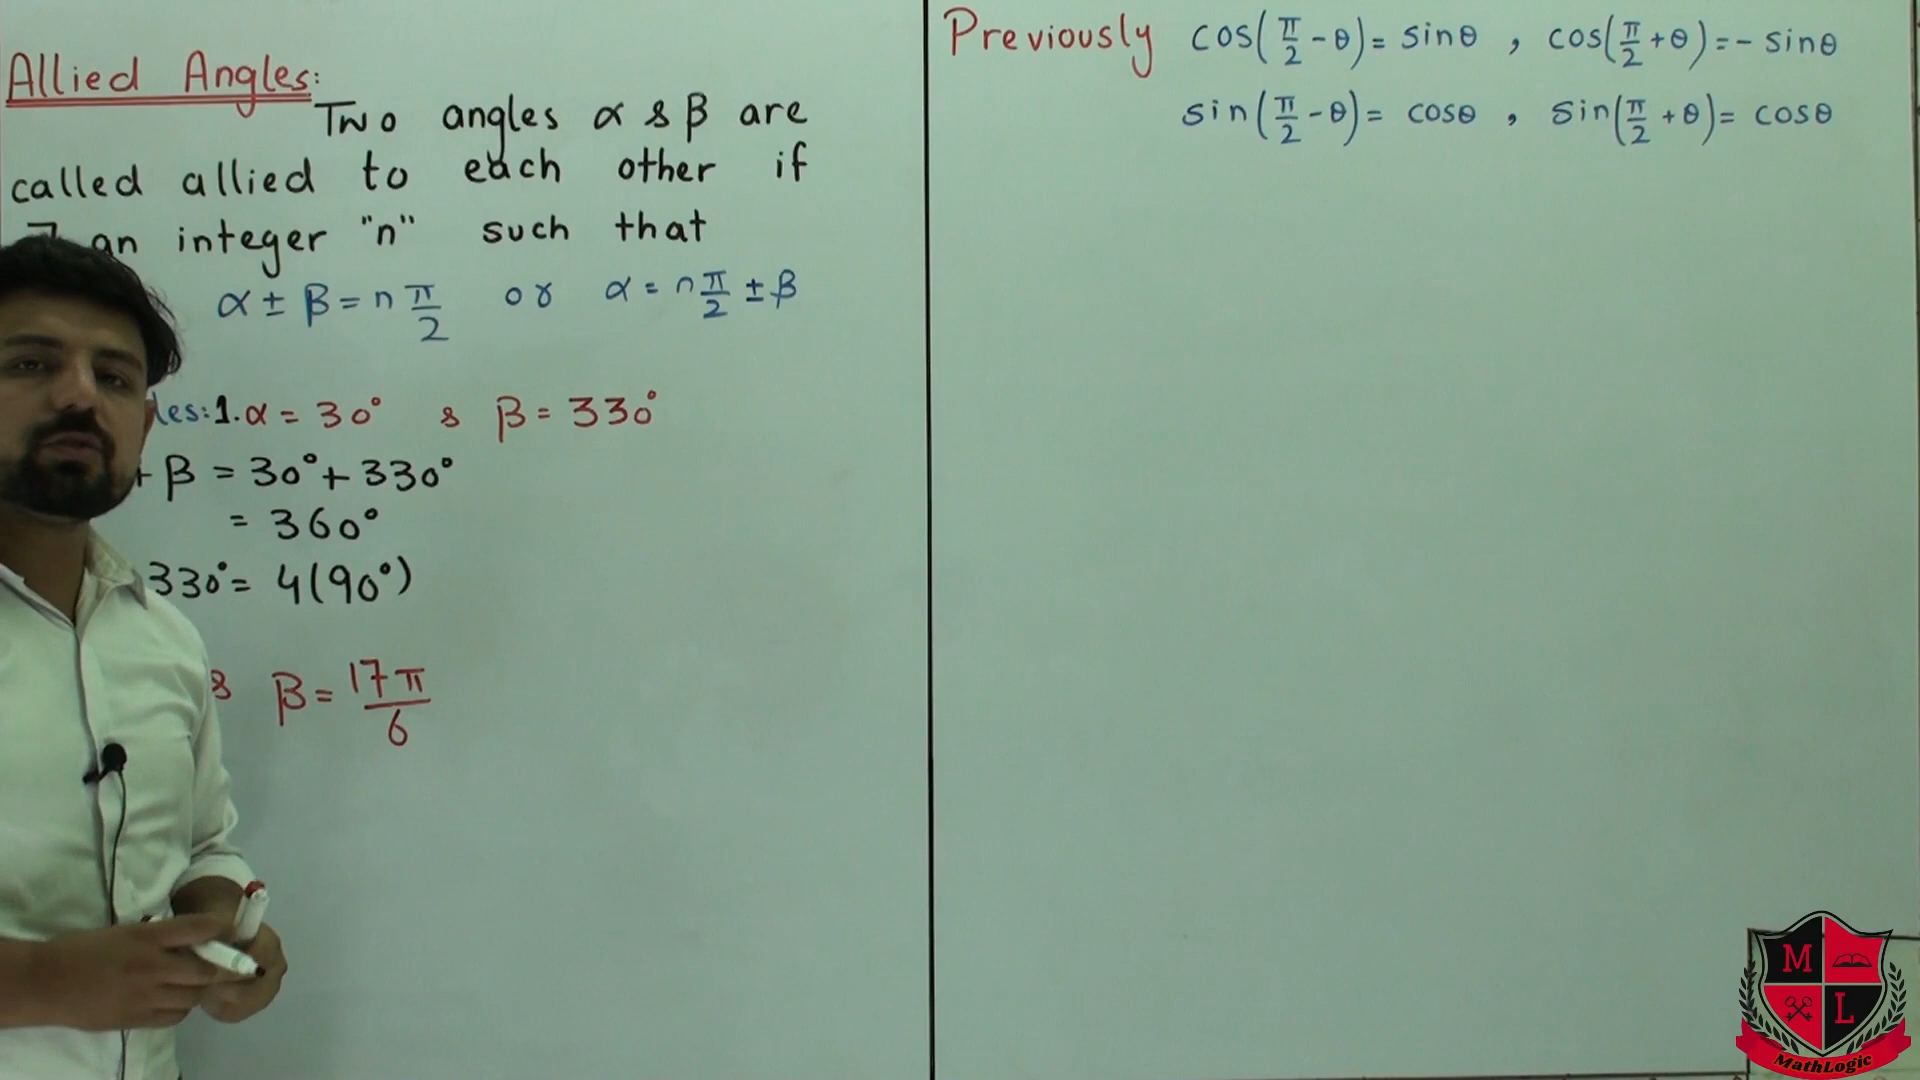 Allied Angles:
Two angles α & β are
called allied to each other if
an integer "n" such that
α ± β = n π/2 or α = n π/2 ± β
les: 1. α = 30° & β = 330°
+ β = 30° + 330°
= 360°
330° = 4(90°)
& β = 17π/6
Previously cos(π/2 - θ) = sinθ , cos(π/2 + θ) = - sinθ
sin(π/2 - θ) = cosθ , sin(π/2 + θ) = cosθ
M
L
MathLogic